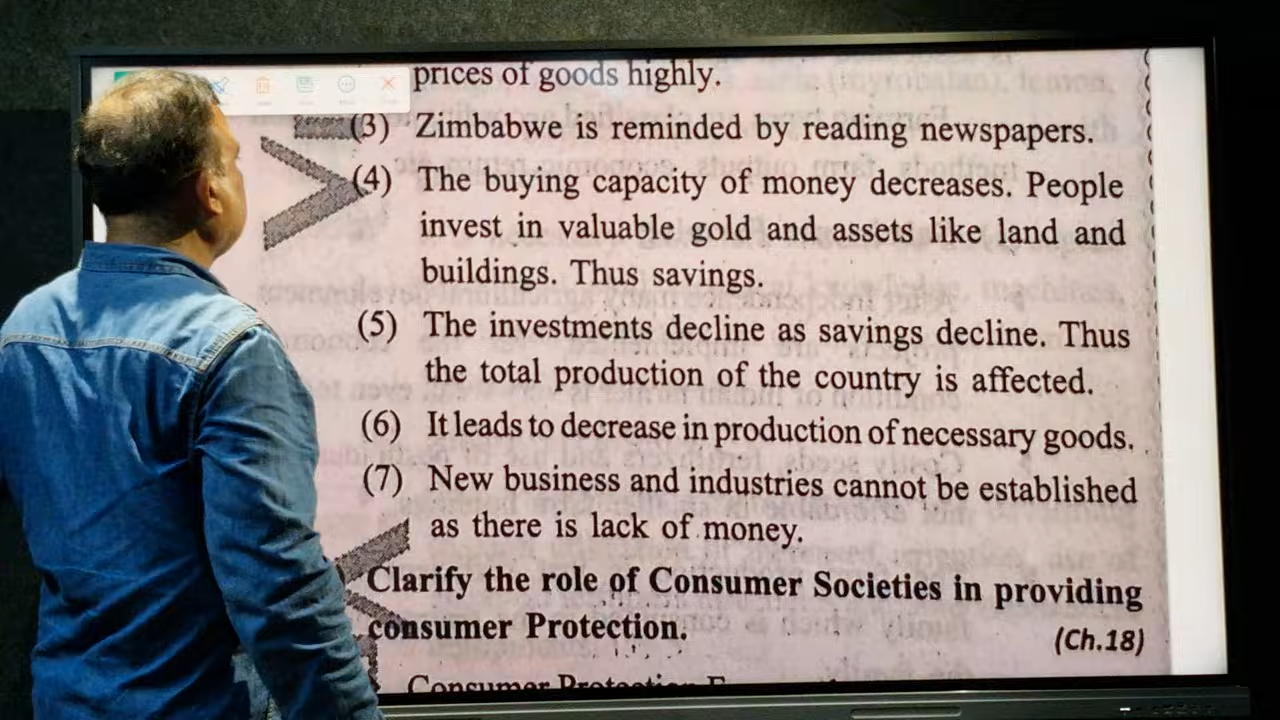 prices of goods highly.
(3) Zimbabwe is reminded by reading newspapers.
(4) The buying capacity of money decreases. People
invest in valuable gold and assets like land and
buildings. Thus savings.
(5) The investments decline as savings decline. Thus
the total production of the country is affected.
(6) It leads to decrease in production of necessary goods.
(7) New business and industries cannot be established
as there is lack of money.
Clarify the role of Consumer Societies in providing
consumer Protection. (Ch.18)
Consumer Protection